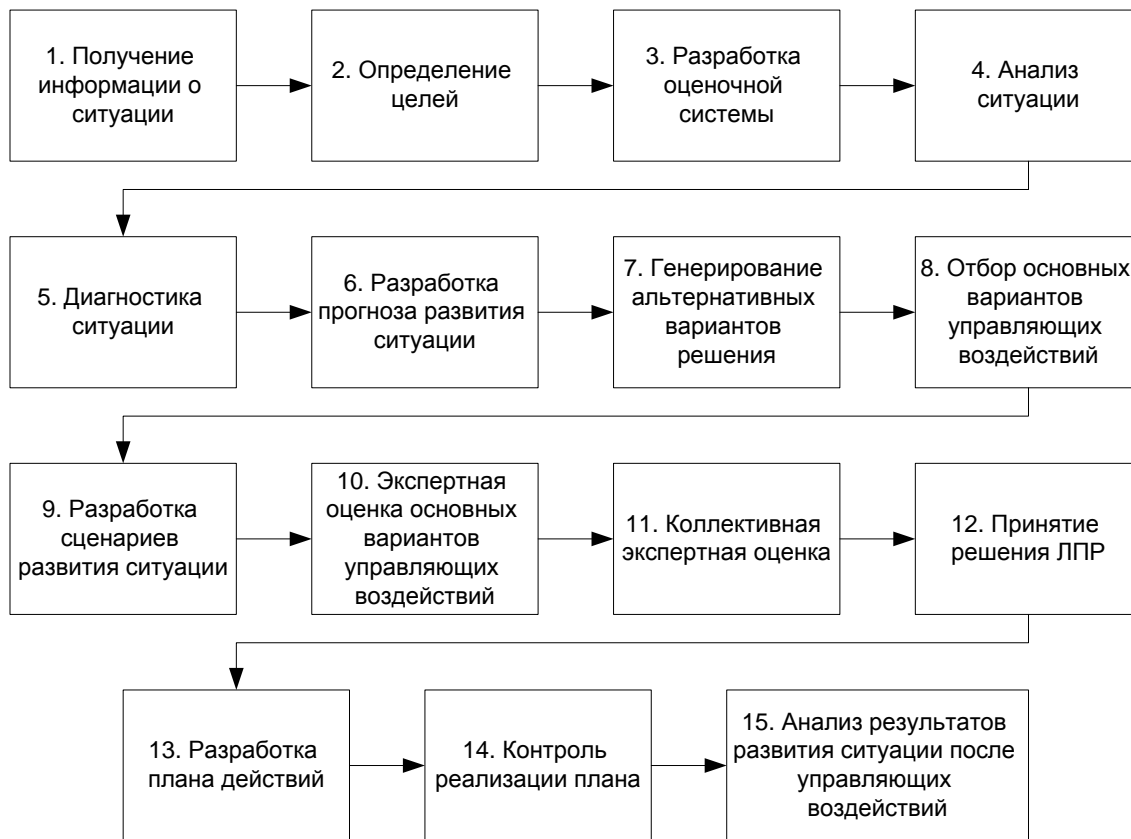 1. Получение
информации о
ситуации
2. Определение
целей
3. Разработка
оценочной
системы
4. Анализ
ситуации
5. Диагностика
ситуации
6. Разработка
прогноза развития
ситуации
7. Генерирование
альтернативных
вариантов
решения
8. Отбор основных
вариантов
управляющих
воздействий
9. Разработка
сценариев
развития ситуации
10. Экспертная
оценка основных
вариантов
управляющих
воздействий
11. Коллективная
экспертная оценка
12. Принятие
решения ЛПР
13. Разработка
плана действий
14. Контроль
реализации плана
15. Анализ результатов
развития ситуации после
управляющих
воздействий